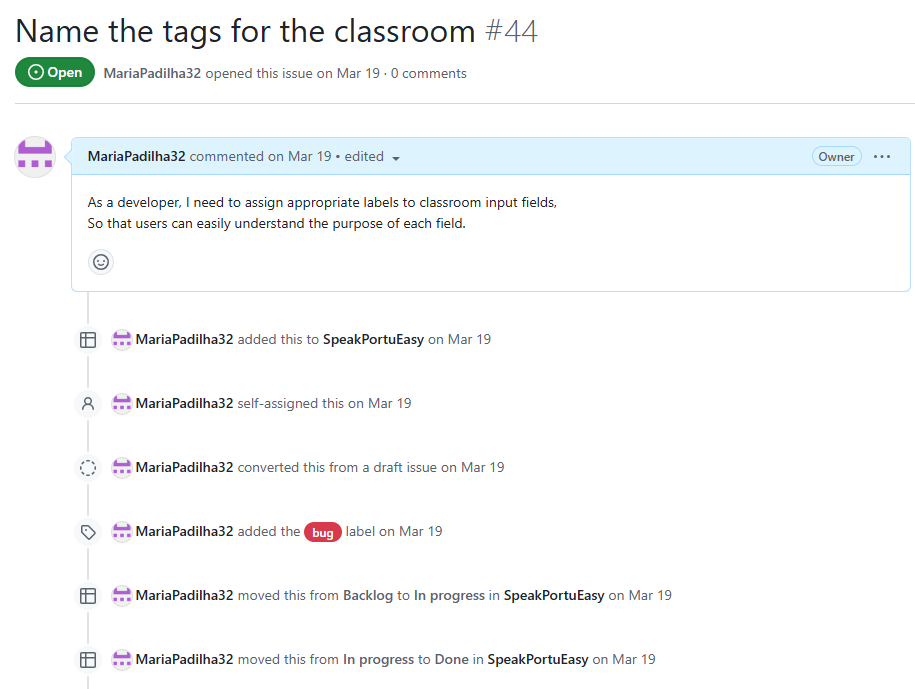 Name the tags for the classroom #44
Open MariaPadilha32 opened this issue on Mar 19 · 0 comments
MariaPadilha32 commented on Mar 19 • edited Owner
As a developer, I need to assign appropriate labels to classroom input fields,
So that users can easily understand the purpose of each field.
MariaPadilha32 added this to SpeakPortuEasy on Mar 19
MariaPadilha32 self-assigned this on Mar 19
MariaPadilha32 converted this from a draft issue on Mar 19
MariaPadilha32 added the bug label on Mar 19
MariaPadilha32 moved this from Backlog to In progress in SpeakPortuEasy on Mar 19
MariaPadilha32 moved this from In progress to Done in SpeakPortuEasy on Mar 19